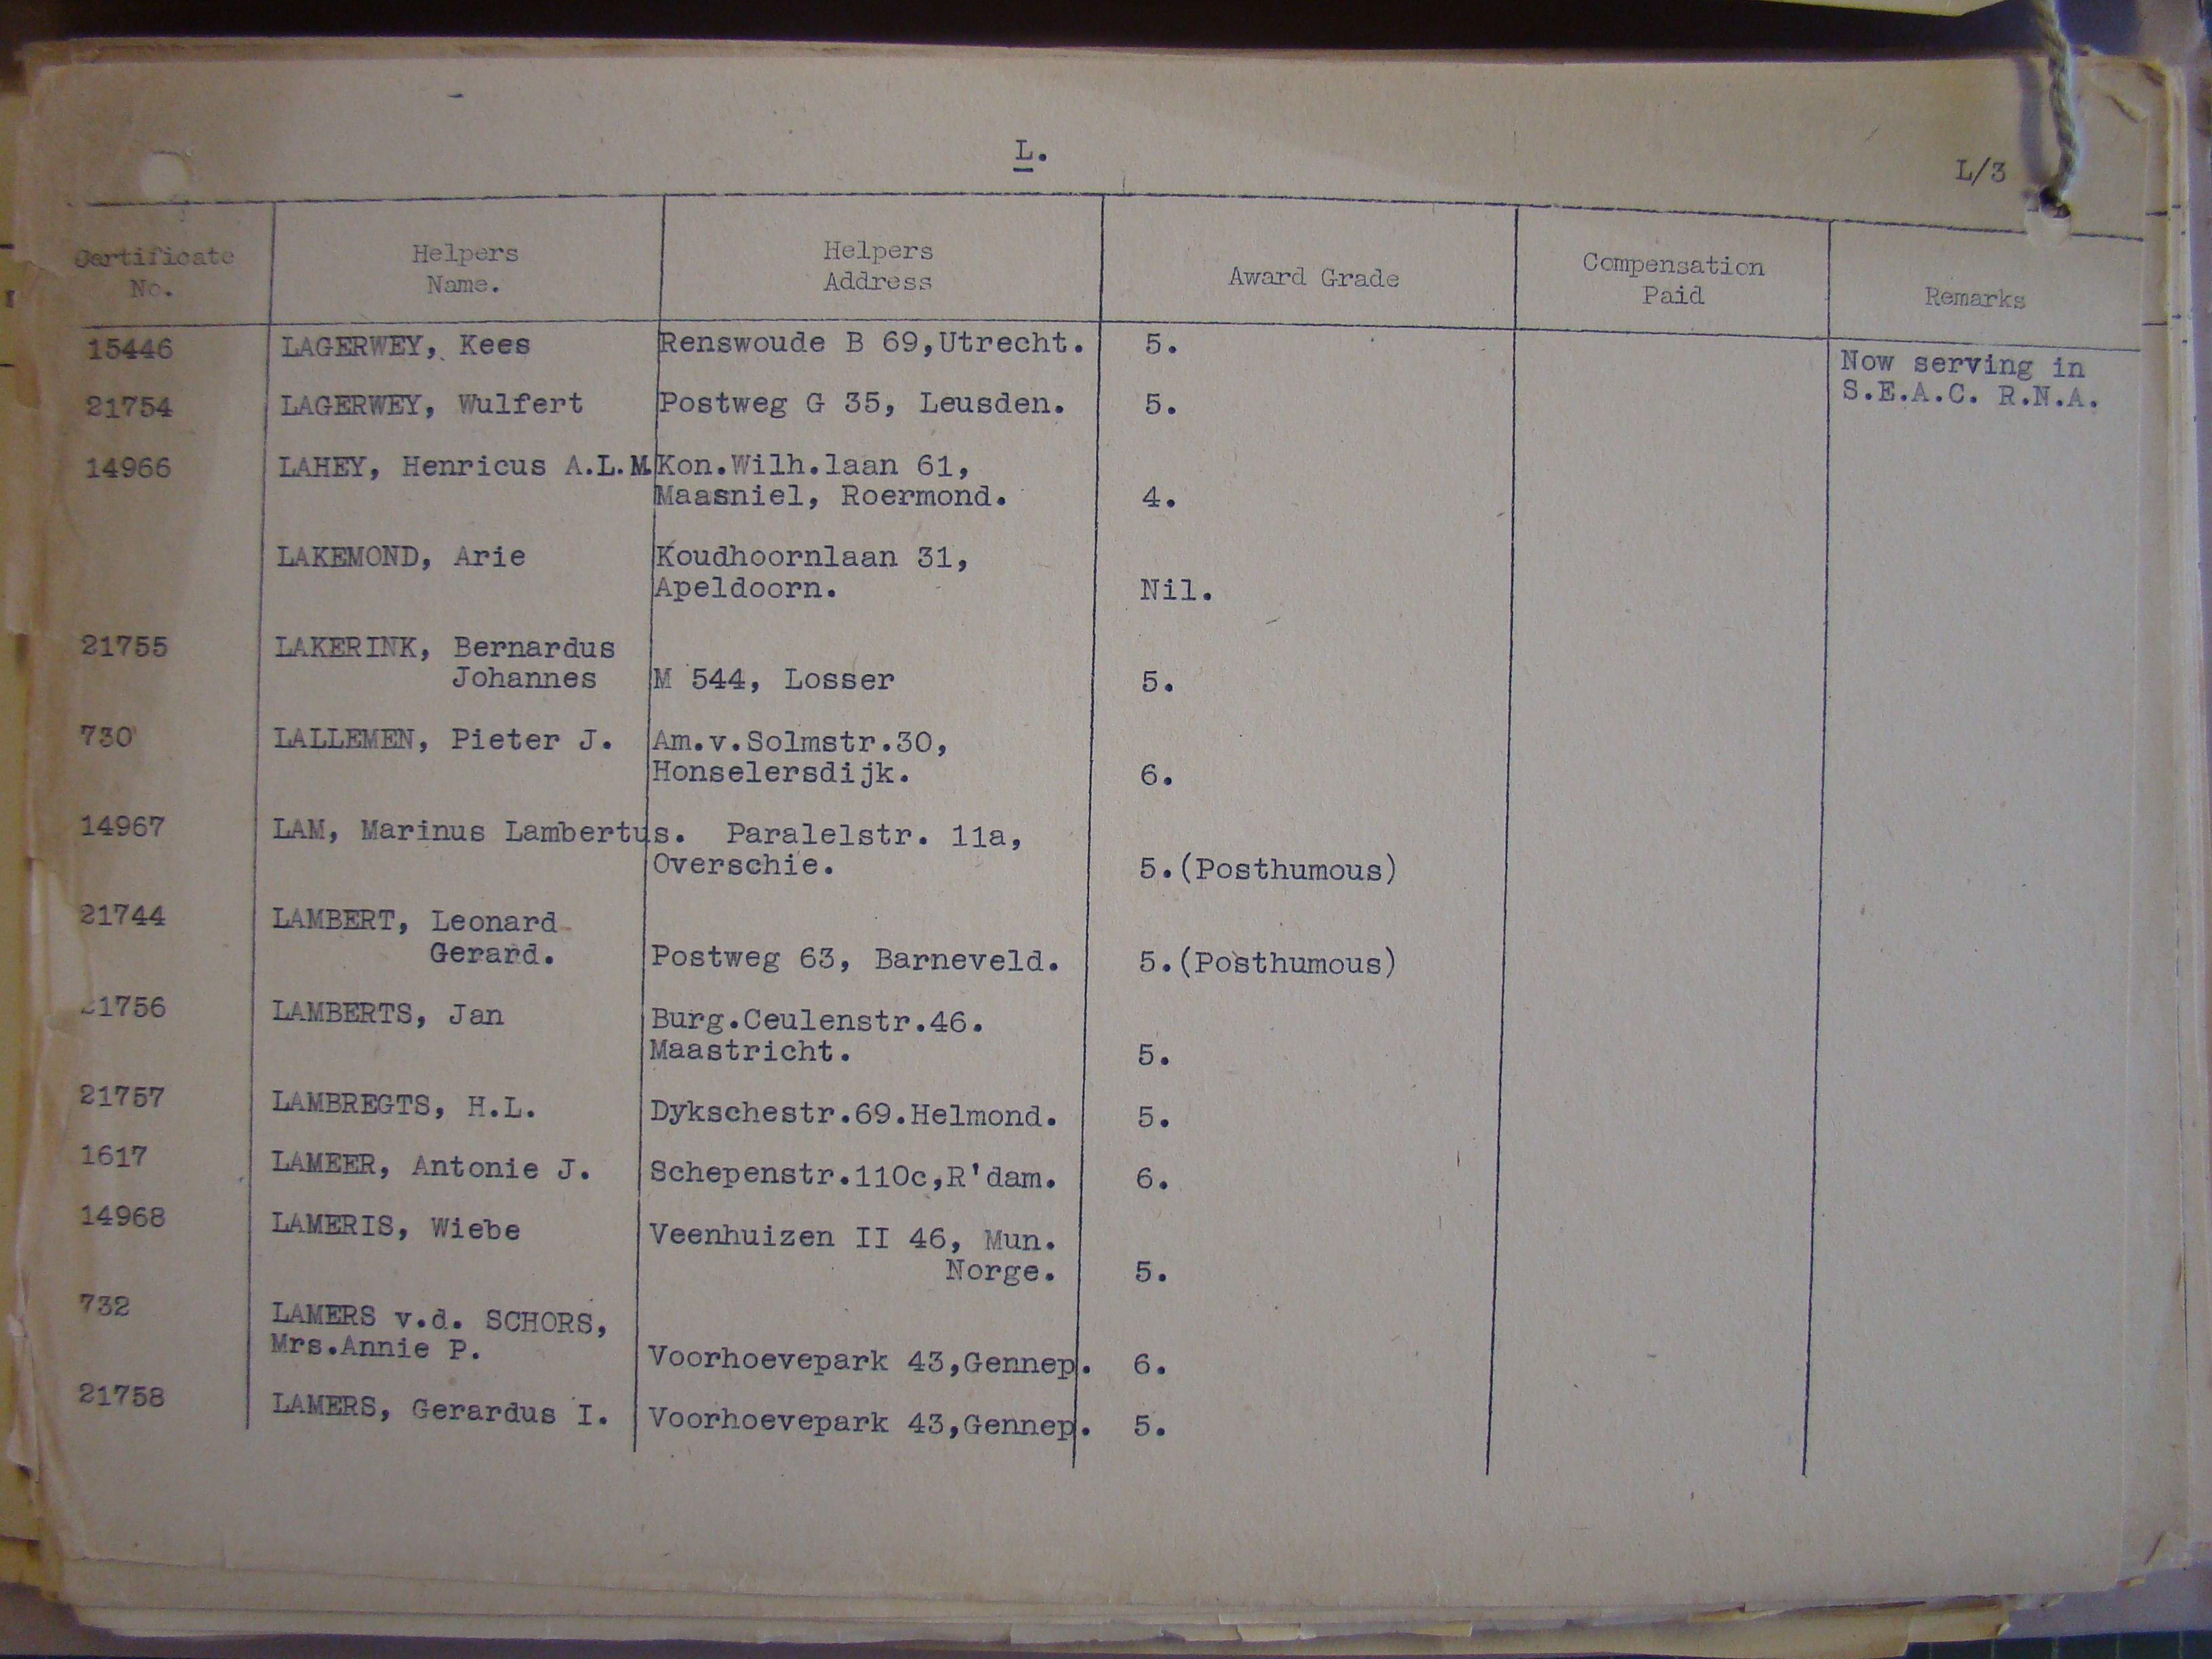 L.
L/3
Certificate No. Helpers Name. Helpers Address Award Grade Compensation Paid Remarks
15446 LAGERWEY, Kees Renswoude B 69,Utrecht. 5. Now serving in
S.E.A.C. R.N.A.
21754 LAGERWEY, Wulfert Postweg G 35, Leusden. 5.
14966 LAHEY, Henricus A.L.M. Kon.Wilh.laan 61,
Maasniel, Roermond. 4.
LAKEMOND, Arie Koudhoornlaan 31,
Apeldoorn. Nil.
21755 LAKERINK, Bernardus
Johannes M 544, Losser 5.
730 LALLEMEN, Pieter J. Am.v.Solmstr.30,
Honselersdijk. 6.
14967 LAM, Marinus Lambertus. Paralelstr. 11a,
Overschie. 5.(Posthumous)
21744 LAMBERT, Leonard
Gerard. Postweg 63, Barneveld. 5.(Posthumous)
21756 LAMBERTS, Jan Burg.Ceulenstr.46.
Maastricht. 5.
21757 LAMBREGTS, H.L. Dykschestr.69.Helmond. 5.
1617 LAMEER, Antonie J. Schepenstr.110c,R'dam. 6.
14968 LAMERIS, Wiebe Veenhuizen II 46, Mun.
Norge. 5.
732 LAMERS v.d. SCHORS,
Mrs.Annie P. Voorhoevepark 43,Gennep. 6.
21758 LAMERS, Gerardus I. Voorhoevepark 43,Gennep. 5.